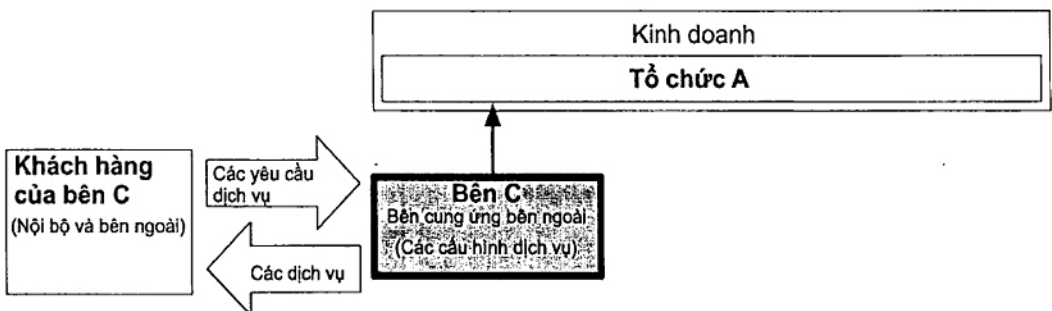 Kinh doanh
Tổ chức A
Khách hàng
của bên C
(Nội bộ và bên ngoài)
Các yêu cầu
dịch vụ
Bên C
Bên cung ứng bên ngoài
(Các cấu hình dịch vụ)
Các dịch vụ